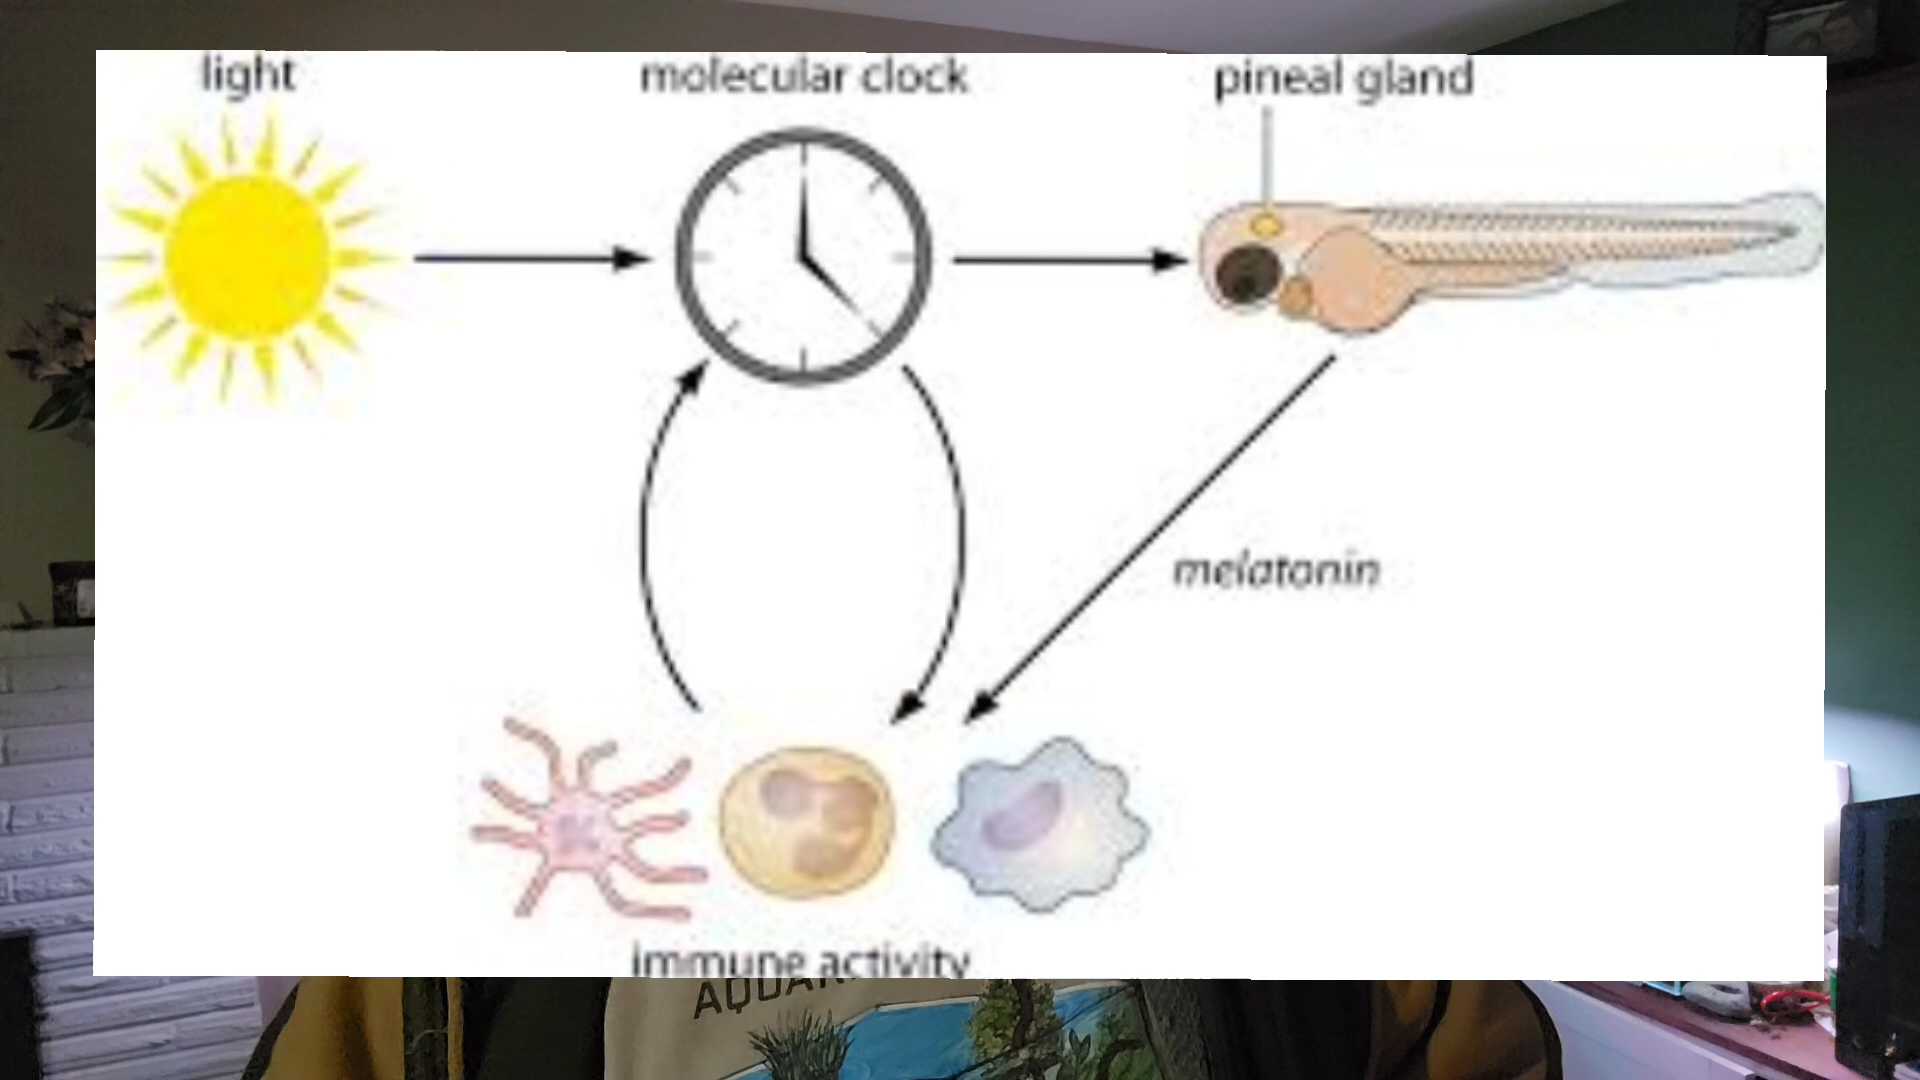 light
molecular clock
pineal gland
melatonin
immune activity